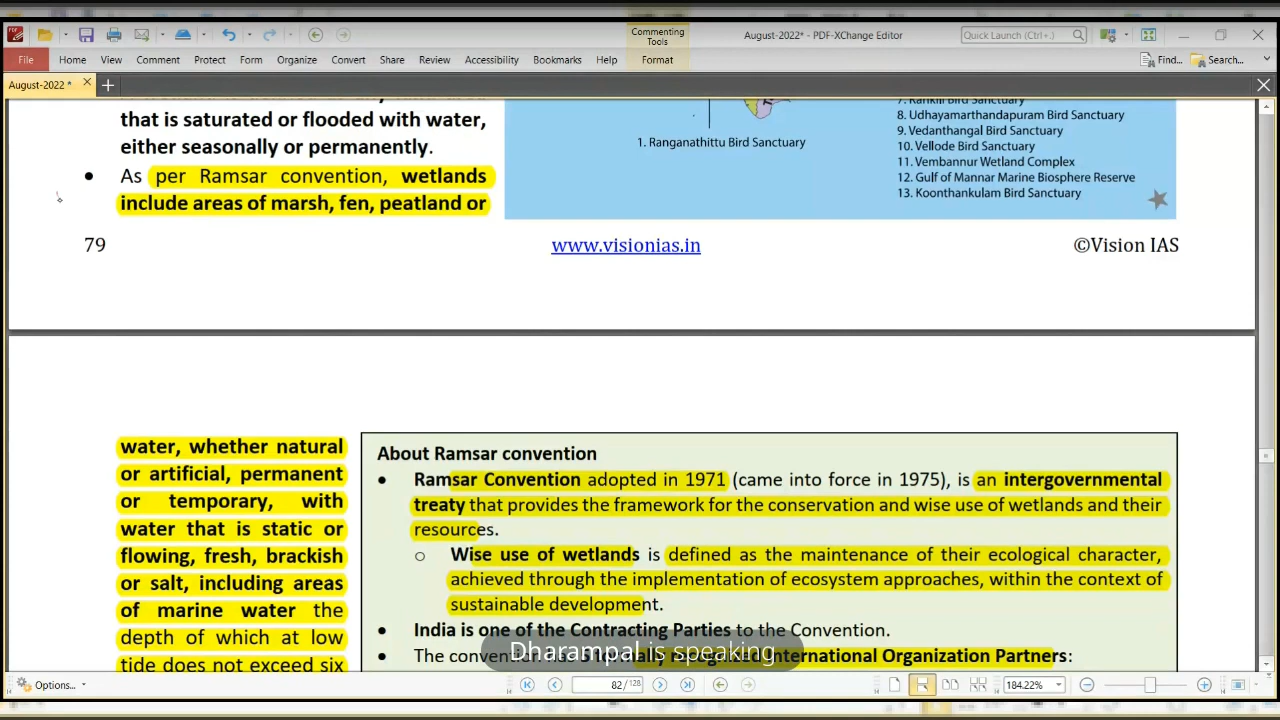 Commenting Tools
August-2022* - PDF-XChange Editor
Quick Launch (Ctrl+.)
File Home View Comment Protect Form Organize Convert Share Review Accessibility Bookmarks Help Format
Find... Search...
August-2022 *
that is saturated or flooded with water,
either seasonally or permanently.
• As per Ramsar convention, wetlands
include areas of marsh, fen, peatland or
1. Ranganathittu Bird Sanctuary
8. Udhayamarthandapuram Bird Sanctuary
9. Vedanthangal Bird Sanctuary
10. Vellode Bird Sanctuary
11. Vembannur Wetland Complex
12. Gulf of Mannar Marine Biosphere Reserve
13. Koonthankulam Bird Sanctuary
79 www.visionias.in ©Vision IAS
water, whether natural
or artificial, permanent
or temporary, with
water that is static or
flowing, fresh, brackish
or salt, including areas
of marine water the
depth of which at low
tide does not exceed six
About Ramsar convention
• Ramsar Convention adopted in 1971 (came into force in 1975), is an intergovernmental
treaty that provides the framework for the conservation and wise use of wetlands and their
resources.
o Wise use of wetlands is defined as the maintenance of their ecological character,
achieved through the implementation of ecosystem approaches, within the context of
sustainable development.
• India is one of the Contracting Parties to the Convention.
• The convention International Organization Partners:
Dharampal is speaking
Options...
82 / 128
184.22%